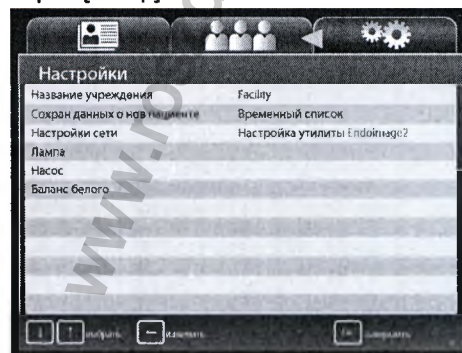 Настройки
Название учреждения Facility
Сохран данных о нов пациенте Временный список
Настройки сети Настройка утилиты Endoimage2
Лампа
Насос
Баланс белого
↓ ↑ выбрать ← изменить